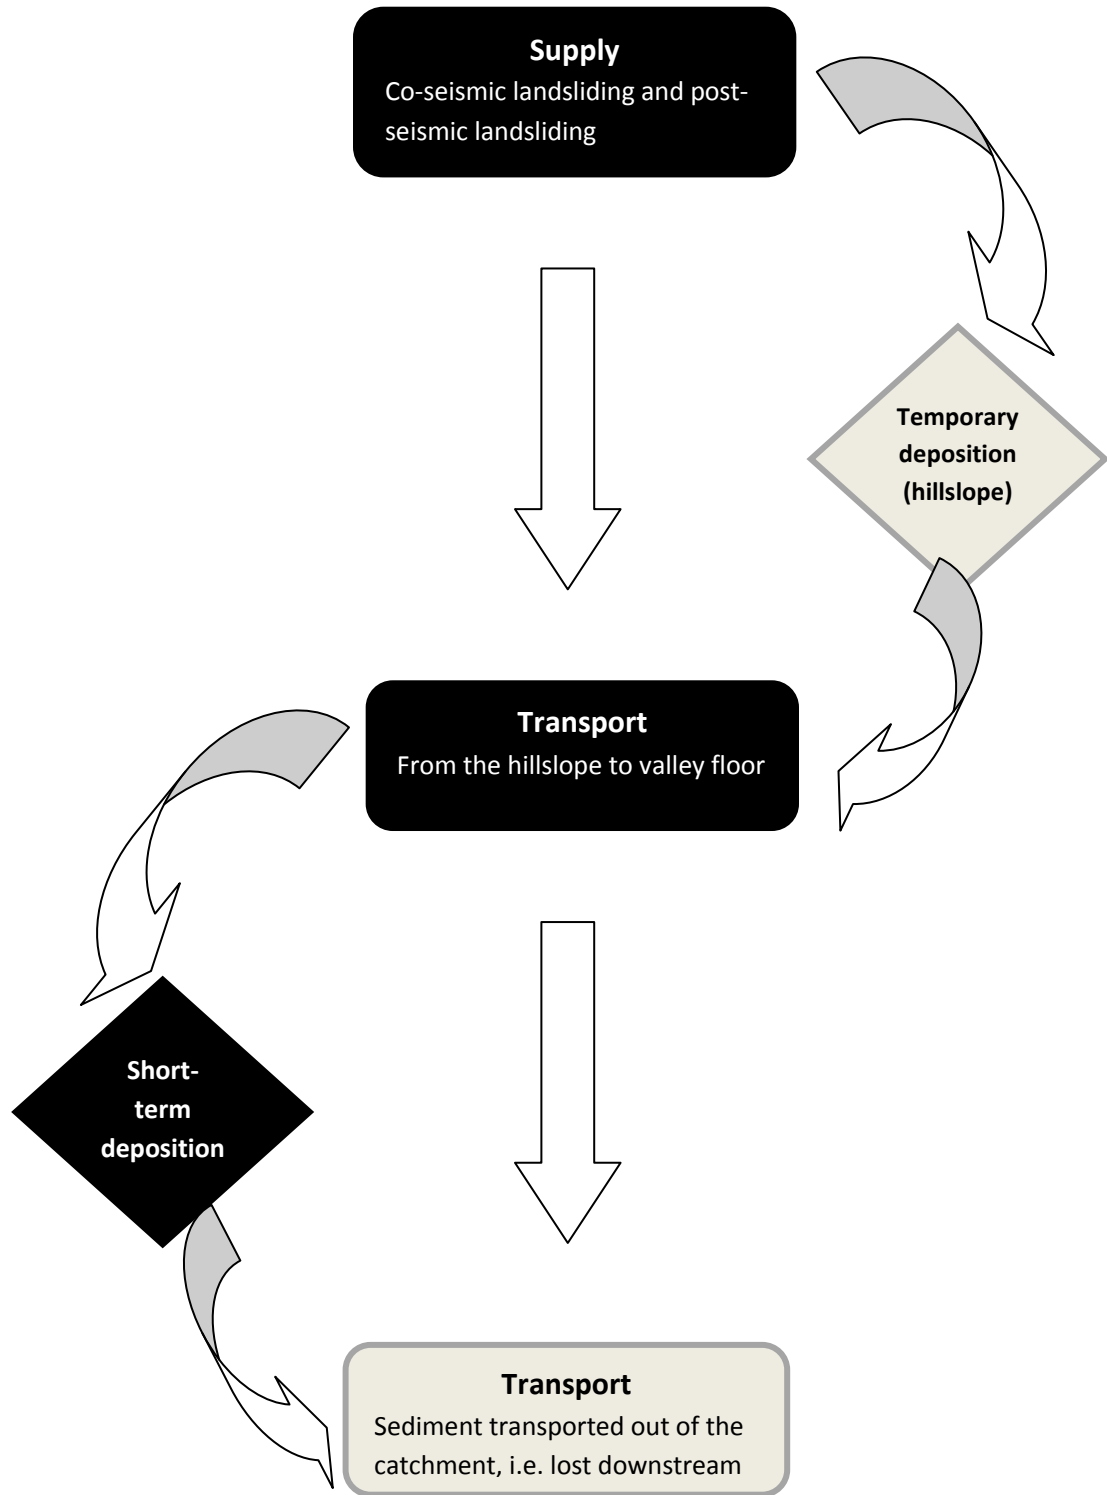 Supply
Co-seismic landsliding and post-
seismic landsliding
Temporary
deposition
(hillslope)
Transport
From the hillslope to valley floor
Short-
term
deposition
Transport
Sediment transported out of the
catchment, i.e. lost downstream